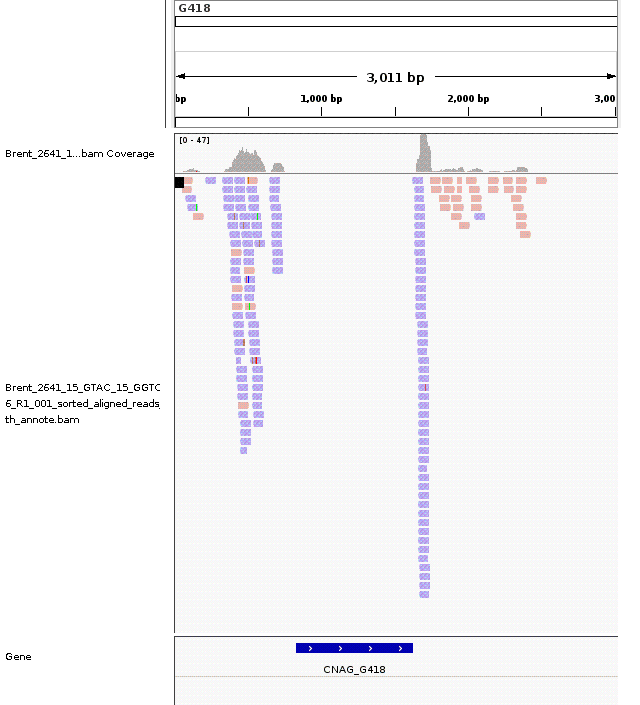 G418
3,011 bp
bp
1,000 bp
2,000 bp
3,00
[0 - 47]
Brent_2641_1...bam Coverage
Brent_2641_15_GTAC_15_GGTC
6_R1_001_sorted_aligned_reads_
th_annote.bam
Gene
CNAG_G418